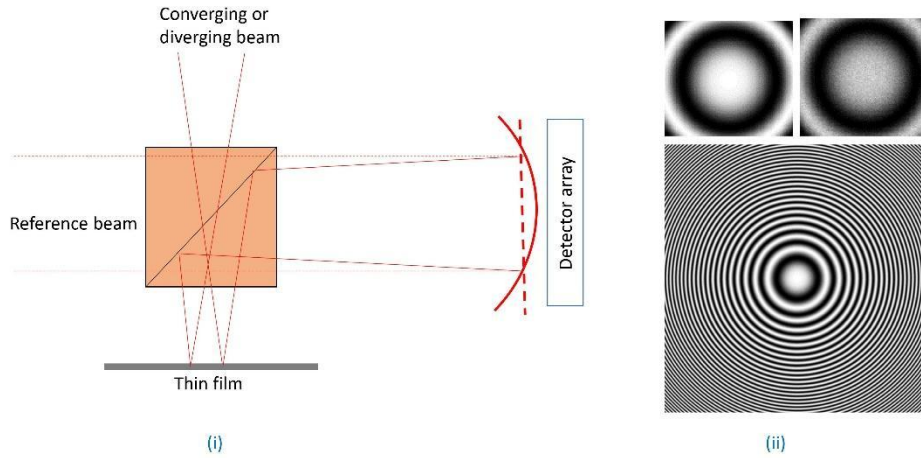 Converging or
diverging beam
Reference beam
Detector array
Thin film
(i)
(ii)